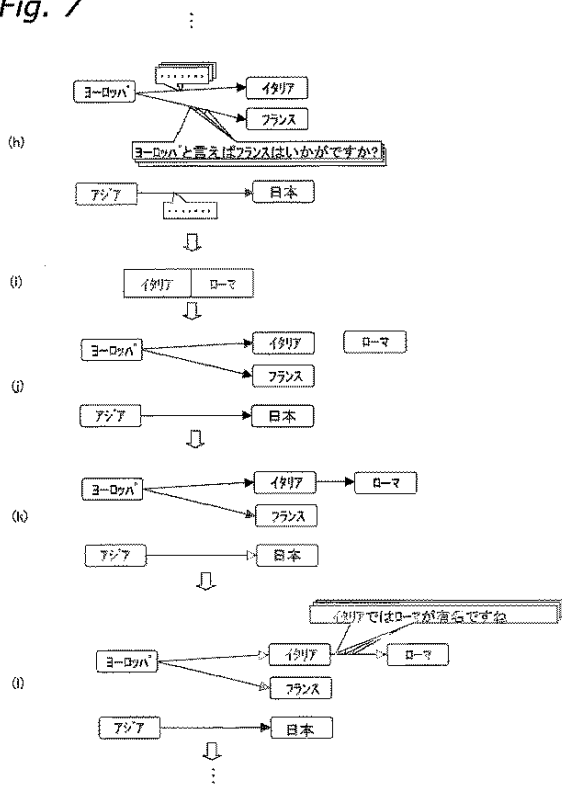 Fig. 7
ヨーロッパ
イタリア
フランス
(h)
ヨーロッパと言えばフランスはいかがですか?
アジア
日本
(i)
イタリア
ローマ
ヨーロッパ
イタリア
ローマ
フランス
(j)
アジア
日本
ヨーロッパ
イタリア
ローマ
フランス
(k)
アジア
日本
イタリアではローマが有名ですね
ヨーロッパ
イタリア
ローマ
(l)
フランス
アジア
日本